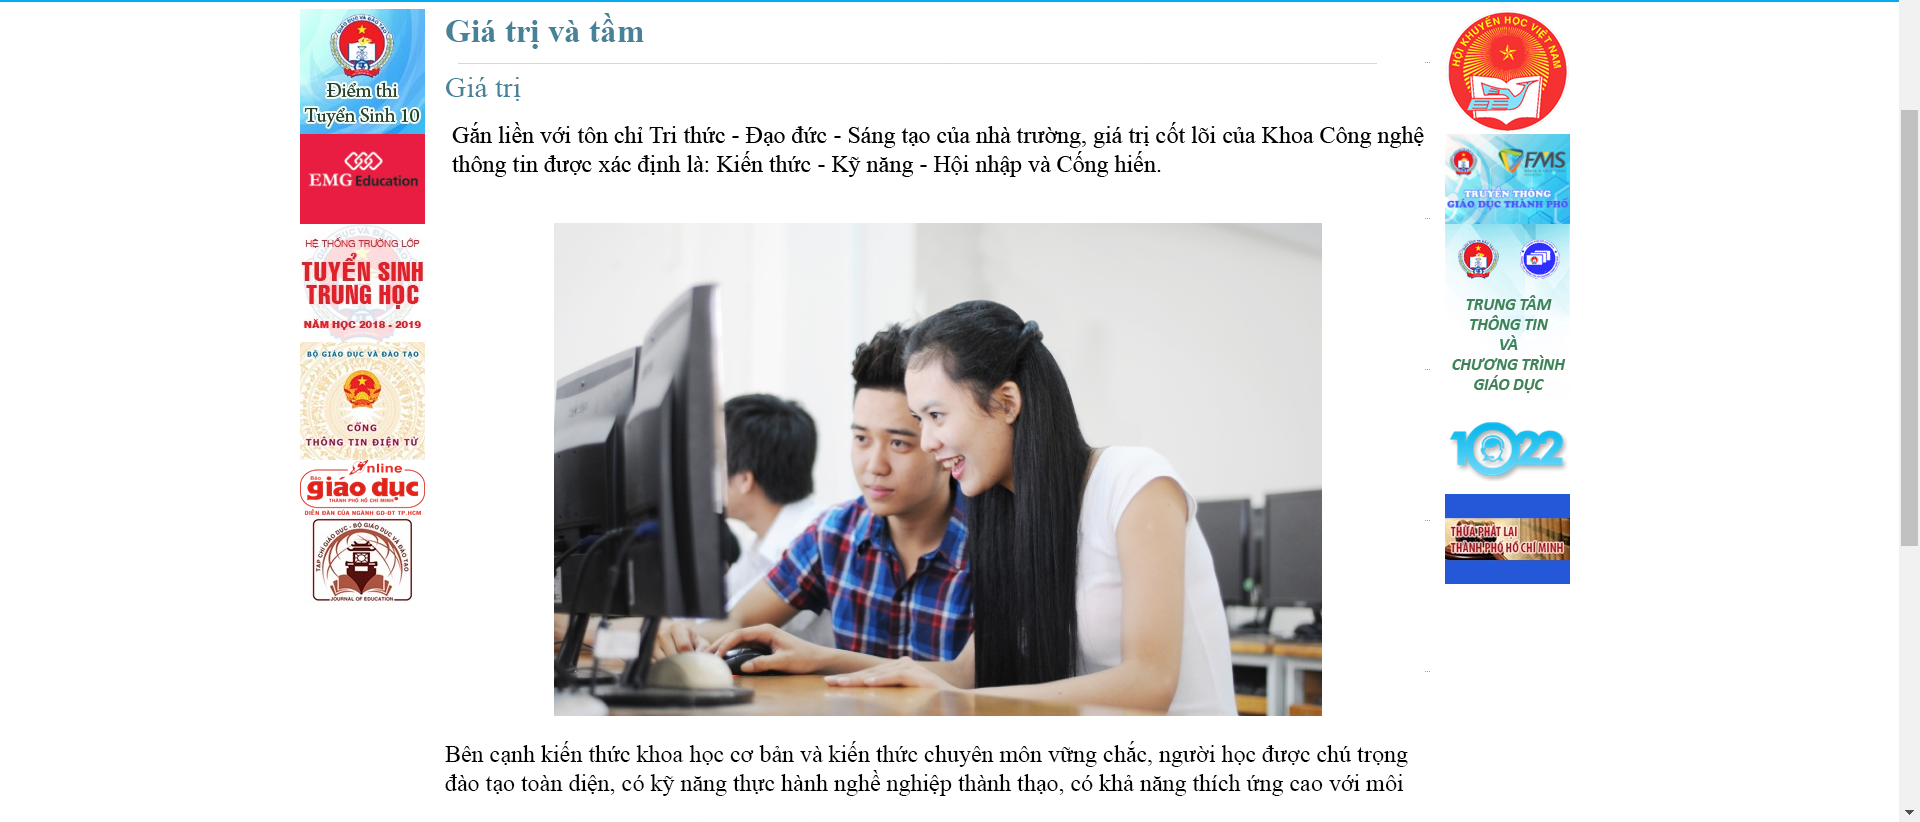 Điểm thi
Tuyển Sinh 10
EMG Education
HỆ THỐNG TRƯỜNG LỚP
TUYỂN SINH
TRUNG HỌC
NĂM HỌC 2018 - 2019
BỘ GIÁO DỤC VÀ ĐÀO TẠO
CỔNG
THÔNG TIN ĐIỆN TỬ
Online
Báo
giáo dục
THÀNH PHỐ HỒ CHÍ MINH
DIỄN ĐÀN CỦA NGÀNH GD-ĐT TP.HCM
TẠP CHÍ GIÁO DỤC - BỘ GIÁO DỤC VÀ ĐÀO TẠO
JOURNAL OF EDUCATION
Giá trị và tầm
Giá trị
Gắn liền với tôn chỉ Tri thức - Đạo đức - Sáng tạo của nhà trường, giá trị cốt lõi của Khoa Công nghệ
thông tin được xác định là: Kiến thức - Kỹ năng - Hội nhập và Cống hiến.
Bên cạnh kiến thức khoa học cơ bản và kiến thức chuyên môn vững chắc, người học được chú trọng
đào tạo toàn diện, có kỹ năng thực hành nghề nghiệp thành thạo, có khả năng thích ứng cao với môi
HỘI KHUYẾN HỌC VIỆT NAM
FMS
TRUYỀN THÔNG
GIÁO DỤC THÀNH PHỐ
TRUNG TÂM
THÔNG TIN
VÀ
CHƯƠNG TRÌNH
GIÁO DỤC
1022
THỪA PHÁT LẠI
THÀNH PHỐ HỒ CHÍ MINH